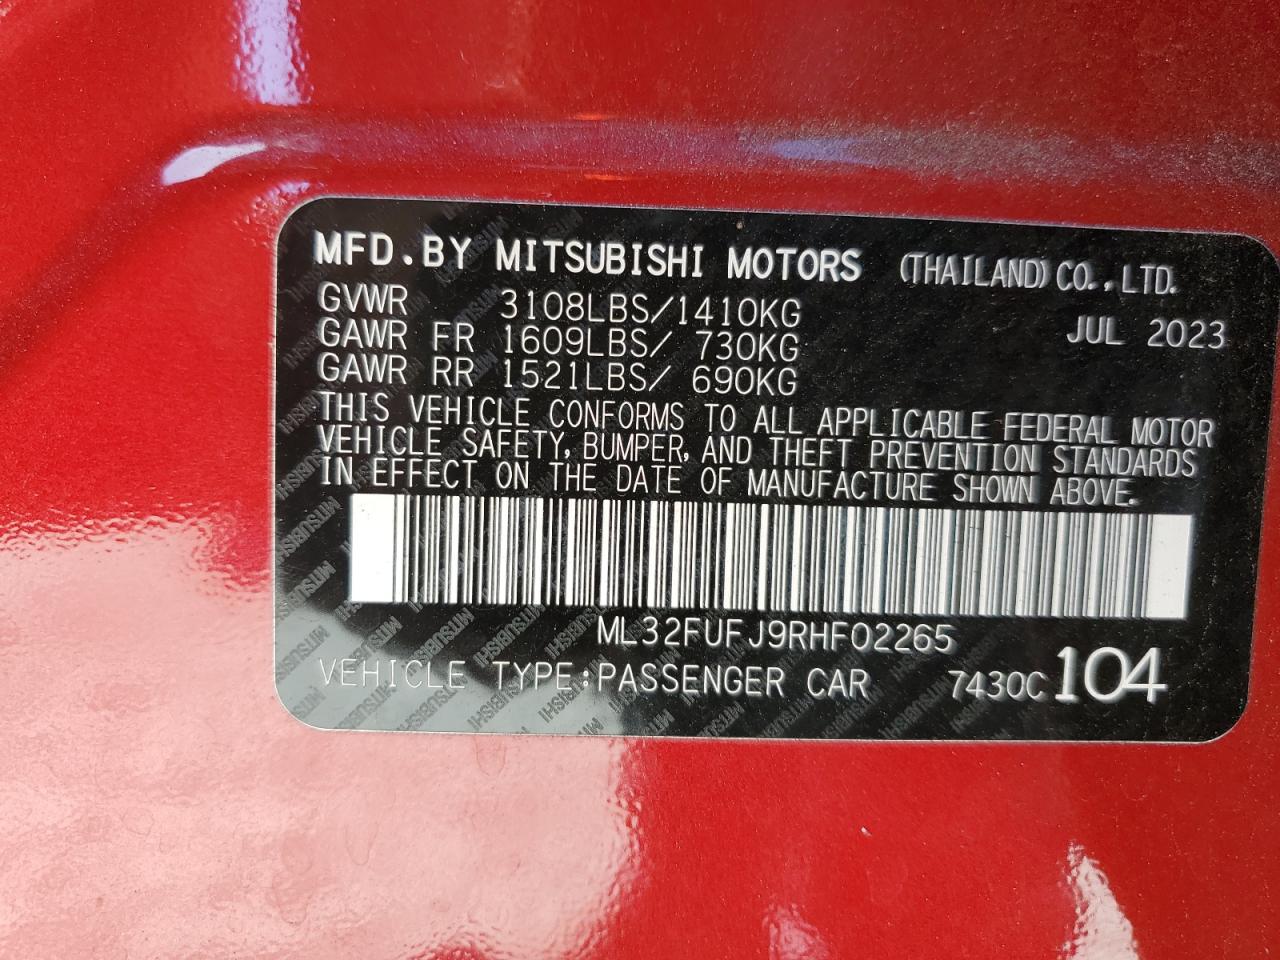 MFD.BY MITSUBISHI MOTORS (THAILAND) CO.,LTD.
GVWR 3108LBS/1410KG
JUL 2023
GAWR FR 1609LBS/ 730KG
GAWR RR 1521LBS/ 690KG
THIS VEHICLE CONFORMS TO ALL APPLICABLE FEDERAL MOTOR
VEHICLE SAFETY, BUMPER, AND THEFT PREVENTION STANDARDS
IN EFFECT ON THE DATE OF MANUFACTURE SHOWN ABOVE.
ML32FUFJ9RHF02265
VEHICLE TYPE:PASSENGER CAR 7430C 104